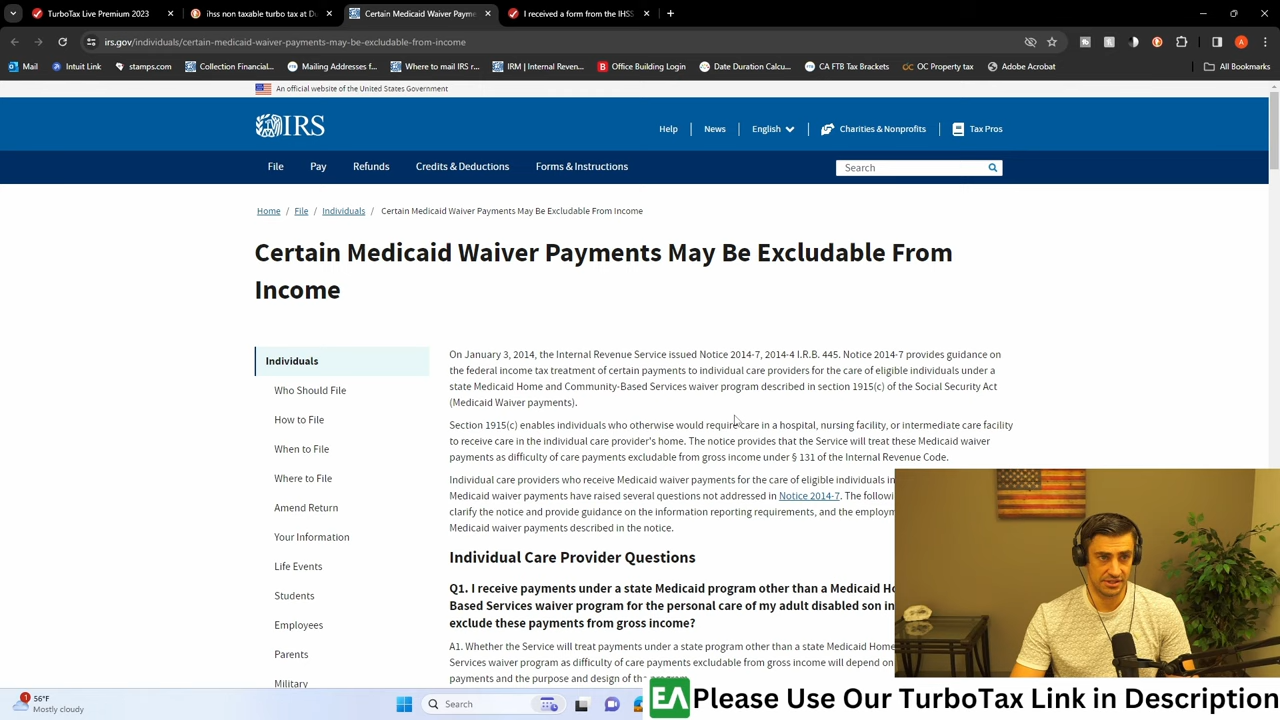 TurboTax Live Premium 2023
ihss non taxable turbo tax at D
Certain Medicaid Waiver Payme
I received a form from the IHSS
irs.gov/individuals/certain-medicaid-waiver-payments-may-be-excludable-from-income
Mail
Intuit Link
stamps.com
Collection Financial...
Mailing Addresses f...
Where to mail IRS r...
IRM | Internal Reven...
Office Building Login
Date Duration Calcu...
CA FTB Tax Brackets
OC Property tax
Adobe Acrobat
All Bookmarks
An official website of the United States Government
IRS
Help
News
English
Charities & Nonprofits
Tax Pros
File
Pay
Refunds
Credits & Deductions
Forms & Instructions
Search
Home / File / Individuals / Certain Medicaid Waiver Payments May Be Excludable From Income
Certain Medicaid Waiver Payments May Be Excludable From
Income
Individuals
Who Should File
How to File
When to File
Where to File
Amend Return
Your Information
Life Events
Students
Employees
Parents
Military
On January 3, 2014, the Internal Revenue Service issued Notice 2014-7, 2014-4 I.R.B. 445. Notice 2014-7 provides guidance on
the federal income tax treatment of certain payments to individual care providers for the care of eligible individuals under a
state Medicaid Home and Community-Based Services waiver program described in section 1915(c) of the Social Security Act
(Medicaid Waiver payments).
Section 1915(c) enables individuals who otherwise would require care in a hospital, nursing facility, or intermediate care facility
to receive care in the individual care provider's home. The notice provides that the Service will treat these Medicaid waiver
payments as difficulty of care payments excludable from gross income under § 131 of the Internal Revenue Code.
Individual care providers who receive Medicaid waiver payments for the care of eligible individuals in
Medicaid waiver payments have raised several questions not addressed in Notice 2014-7. The followi
clarify the notice and provide guidance on the information reporting requirements, and the employm
Medicaid waiver payments described in the notice.
Individual Care Provider Questions
Q1. I receive payments under a state Medicaid program other than a Medicaid Ho
Based Services waiver program for the personal care of my adult disabled son in
exclude these payments from gross income?
A1. Whether the Service will treat payments under a state program other than a state Medicaid Home
Services waiver program as difficulty of care payments excludable from gross income will depend on
payments and the purpose and design of the program.
1
56°F
Mostly cloudy
Search
EA
Please Use Our TurboTax Link in Description